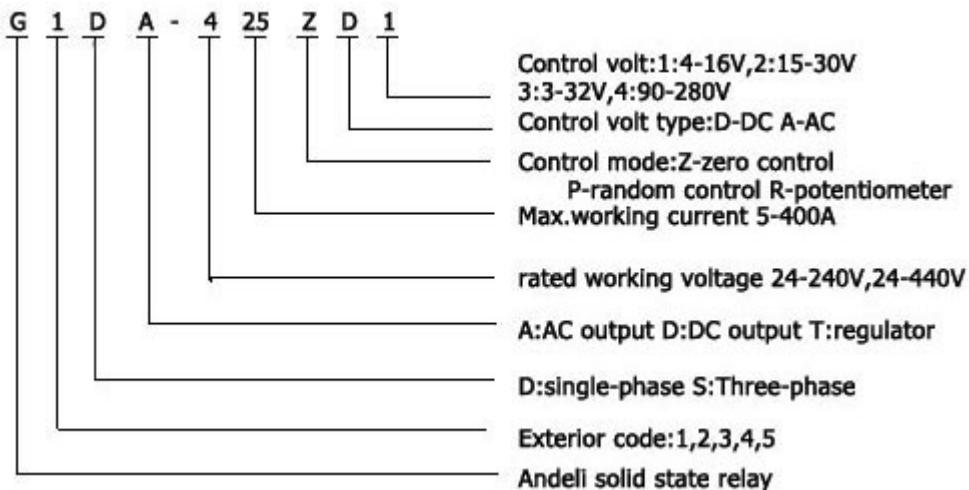 G 1 D A - 4 25 Z D 1
Control volt:1:4-16V,2:15-30V
3:3-32V,4:90-280V
Control volt type:D-DC A-AC
Control mode:Z-zero control
P-random control R-potentiometer
Max.working current 5-400A
rated working voltage 24-240V,24-440V
A:AC output D:DC output T:regulator
D:single-phase S:Three-phase
Exterior code:1,2,3,4,5
Andeli solid state relay